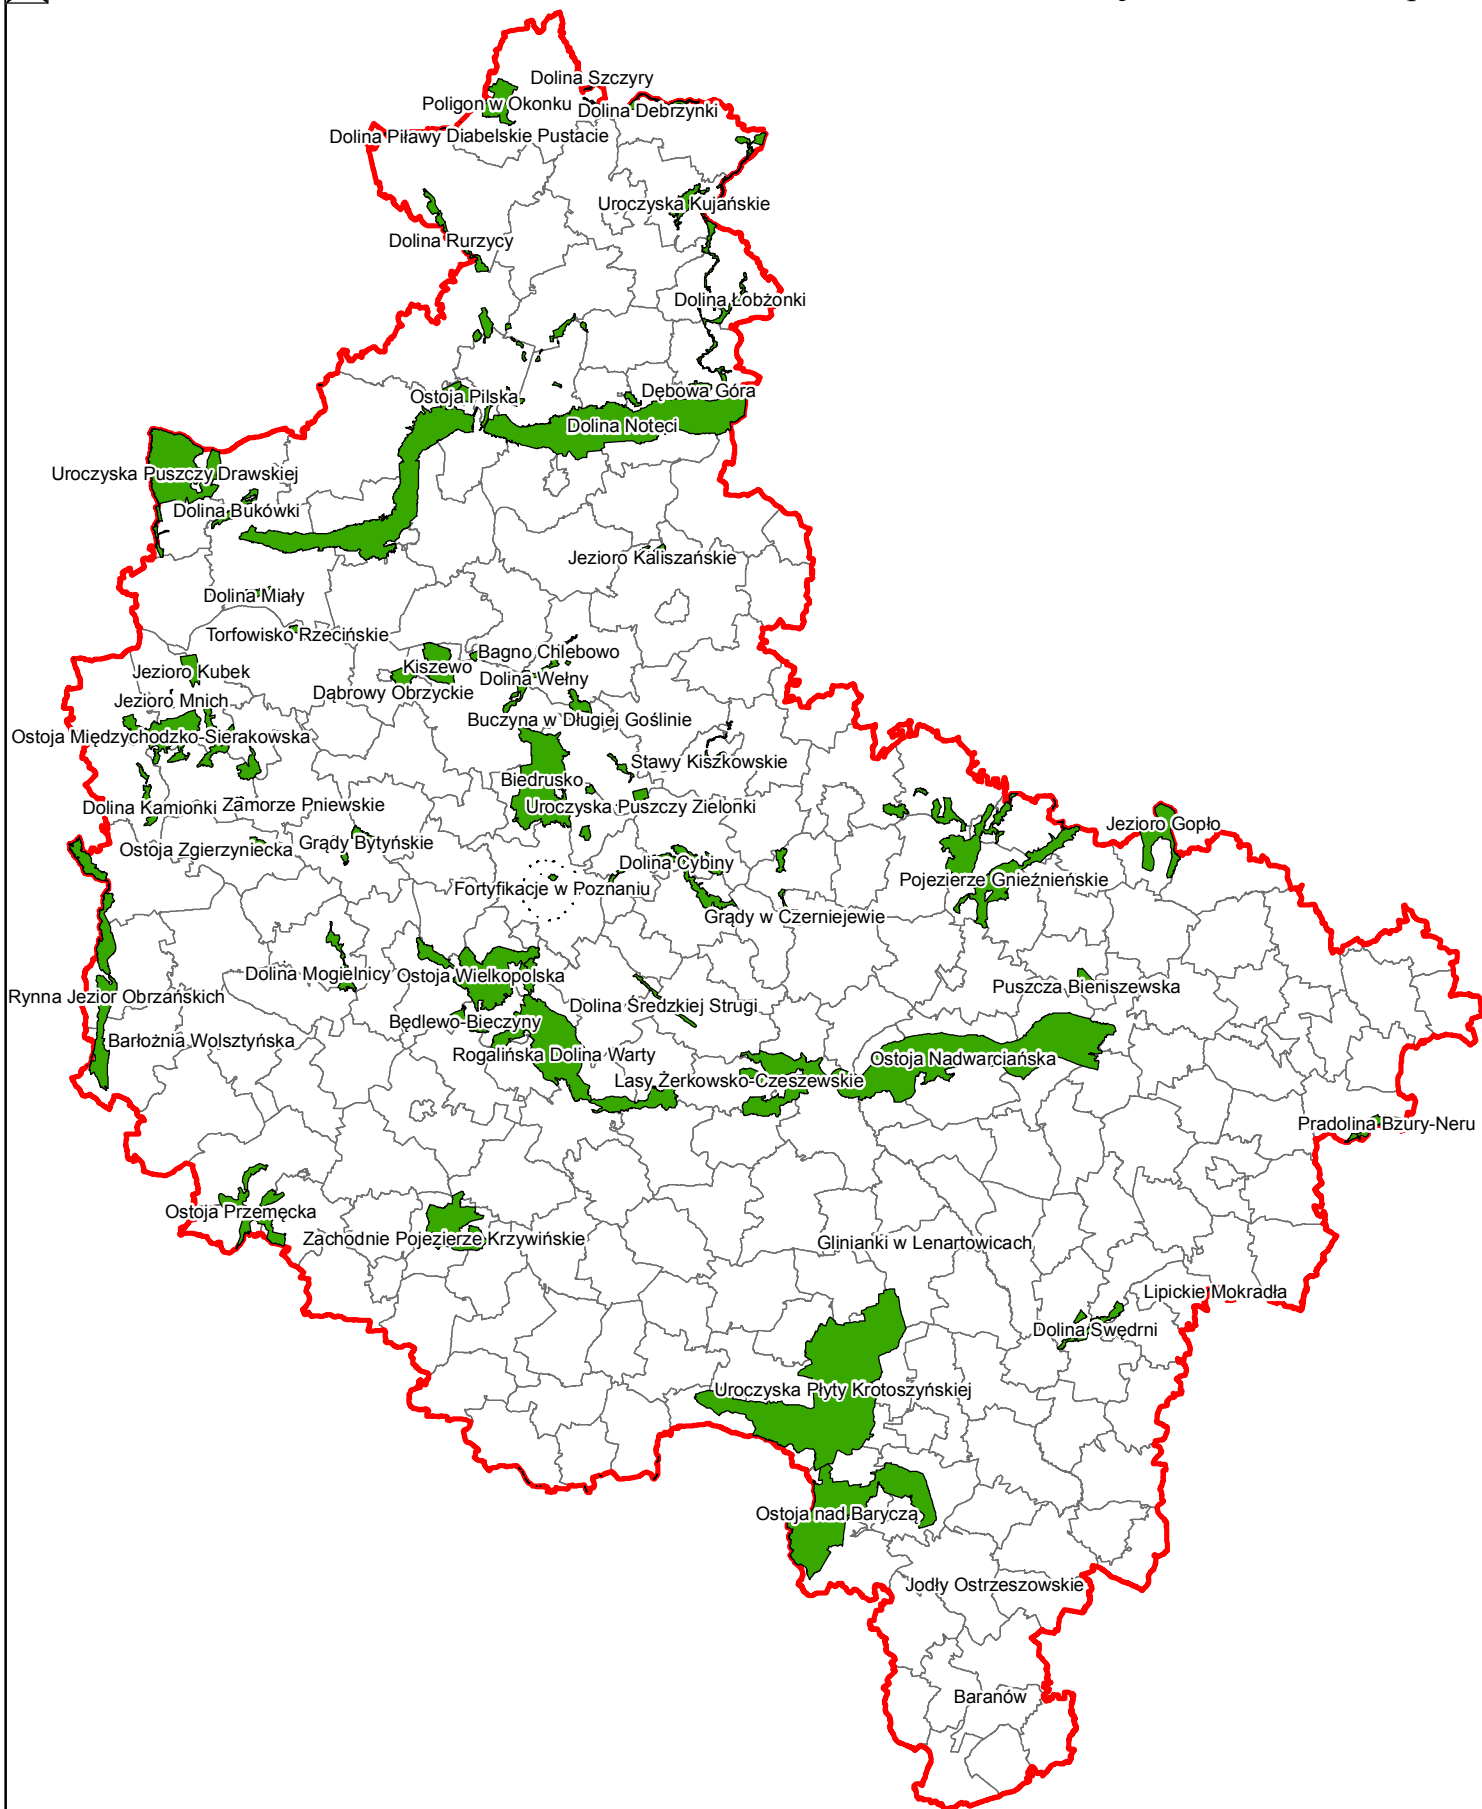 Dolina Szczyry
Poligon w Okonku
Dolina Debrzynki
Dolina Piławy
Diabelskie Pustacie
Uroczyska Kujańskie
Dolina Rurzycy
Dolina Łobżonki
Ostoja Pilska
Dębowa Góra
Dolina Noteci
Uroczyska Puszczy Drawskiej
Dolina Bukówki
Jezioro Kaliszańskie
Dolina Miały
Torfowisko Rzecińskie
Bagno Chlebowo
Kiszewo
Jezioro Kubek
Dolina Wełny
Dąbrowy Obrzyckie
Jezioro Mnich
Buczyna w Długiej Goślinie
Ostoja Międzychodzko-Sierakowska
Stawy Kiszkowskie
Biedrusko
Dolina Kamionki
Zamorze Pniewskie
Uroczyska Puszczy Zielonki
Jezioro Gopło
Ostoja Zgierzyniecka
Grądy Bytyńskie
Dolina Cybiny
Pojezierze Gnieźnieńskie
Fortyfikacje w Poznaniu
Grądy w Czerniejewie
Dolina Mogielnicy
Ostoja Wielkopolska
Puszcza Bieniszewska
Rynna Jezior Obrzańskich
Dolina Średzkiej Strugi
Będlewo-Bieczyny
Barłożnia Wolsztyńska
Rogalińska Dolina Warty
Ostoja Nadwarciańska
Lasy Żerkowsko-Czeszewskie
Pradolina Bzury-Neru
Ostoja Przemęcka
Zachodnie Pojezierze Krzywińskie
Glinianki w Lenartowicach
Lipickie Mokradła
Dolina Swędrni
Uroczyska Płyty Krotoszyńskiej
Ostoja nad Baryczą
Jodły Ostrzeszowskie
Baranów